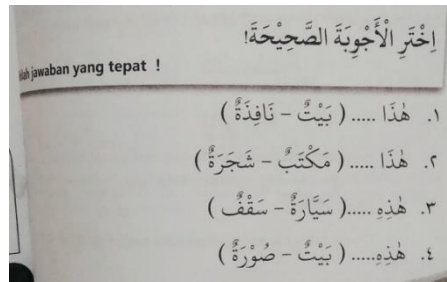 اِخْتَرِ الْأَجْوِبَةَ الصَّحِيْحَةَ!
jawaban yang tepat !
١. هٰذَا ..... ( بَيْتٌ - نَافِذَةٌ )
٢. هٰذَا ..... ( مَكْتَبٌ - شَجَرَةٌ )
٣. هٰذِهِ .....( سَيَّارَةٌ - سَقْفٌ )
٤. هٰذِهِ..... ( بَيْتٌ - صُوْرَةٌ )